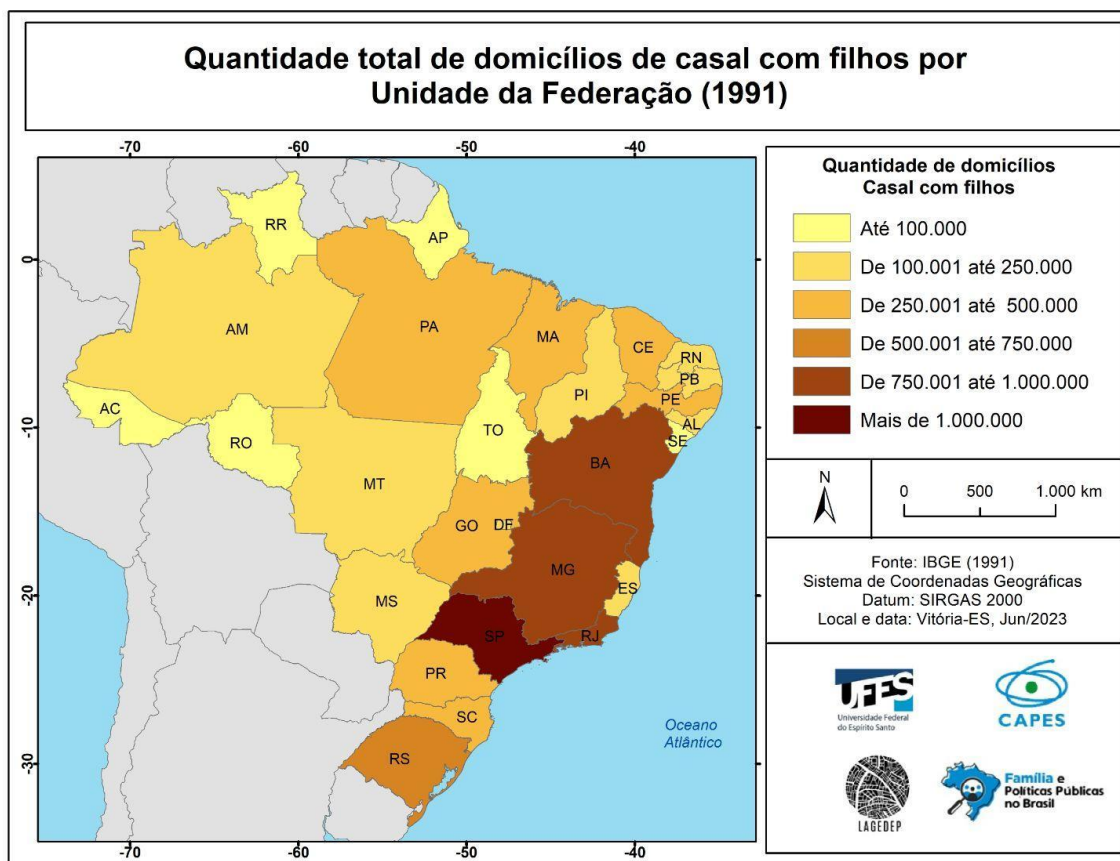 Quantidade total de domicílios de casal com filhos por
Unidade da Federação (1991)
-70
-60
-50
-40
0
-10
-20
-30
RR
AP
AM
PA
MA
CE
RN
PB
PE
PI
AL
SE
AC
RO
TO
BA
MT
GO
DF
MG
ES
MS
SP
RJ
PR
SC
RS
Oceano
Atlântico
-70
-60
-50
-40
Quantidade de domicílios
Casal com filhos
Até 100.000
De 100.001 até 250.000
De 250.001 até 500.000
De 500.001 até 750.000
De 750.001 até 1.000.000
Mais de 1.000.000
N
0 500 1.000 km
Fonte: IBGE (1991)
Sistema de Coordenadas Geográficas
Datum: SIRGAS 2000
Local e data: Vitória-ES, Jun/2023
UFES
Universidade Federal
do Espírito Santo
CAPES
LAGEDEP
Família e
Políticas Públicas
no Brasil